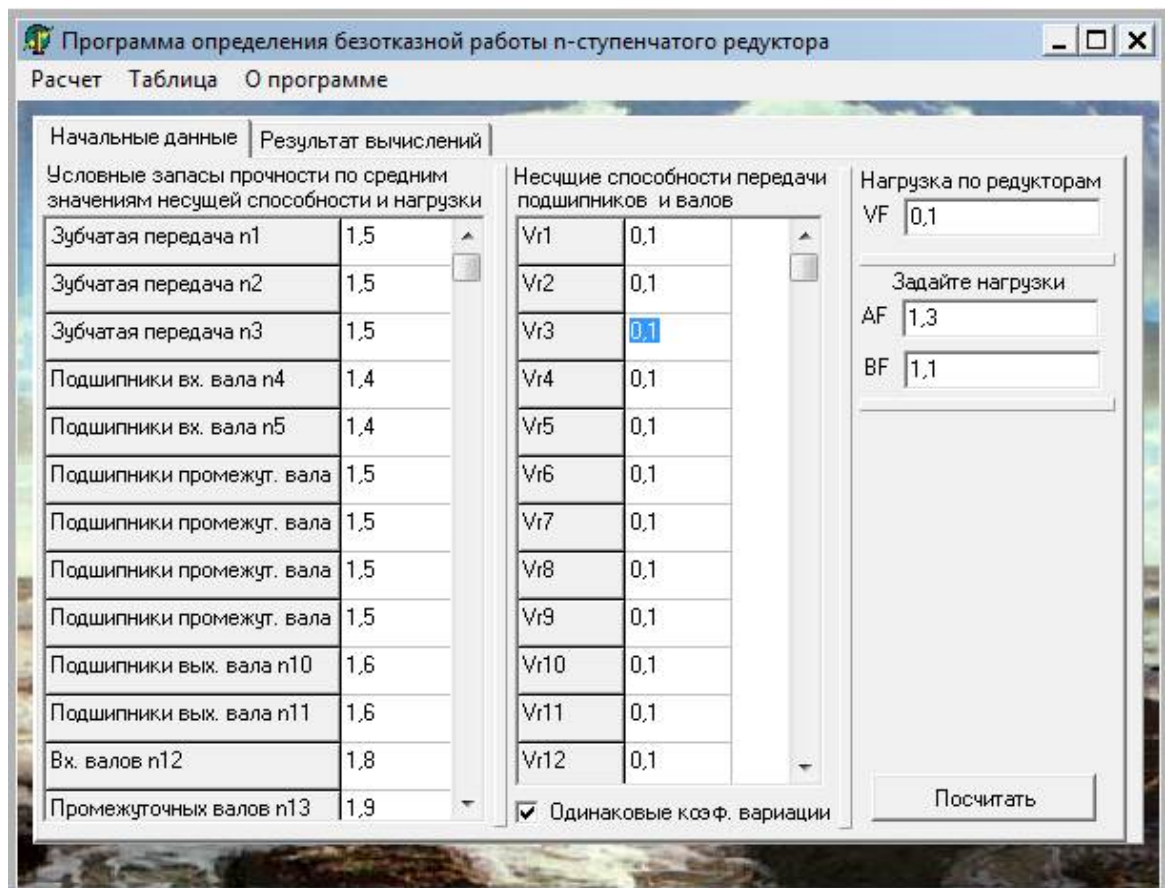 Программа определения безотказной работы n-ступенчатого редуктора
Расчет Таблица О программе
Начальные данные Результат вычислений
Условные запасы прочности по средним
значениям несущей способности и нагрузки
Зубчатая передача n1 1,5
Зубчатая передача n2 1,5
Зубчатая передача n3 1,5
Подшипники вх. вала n4 1,4
Подшипники вх. вала n5 1,4
Подшипники промежут. вала 1,5
Подшипники промежут. вала 1,5
Подшипники промежут. вала 1,5
Подшипники промежут. вала 1,5
Подшипники вых. вала n10 1,6
Подшипники вых. вала n11 1,6
Вх. валов n12 1,8
Промежуточных валов n13 1,9
Несчщие способности передачи
подшипников и валов
Vr1 0,1
Vr2 0,1
Vr3 0,1
Vr4 0,1
Vr5 0,1
Vr6 0,1
Vr7 0,1
Vr8 0,1
Vr9 0,1
Vr10 0,1
Vr11 0,1
Vr12 0,1
Одинаковые коэф. вариации
Нагрузка по редукторам
VF 0,1
Задайте нагрузки
AF 1,3
BF 1,1
Посчитать